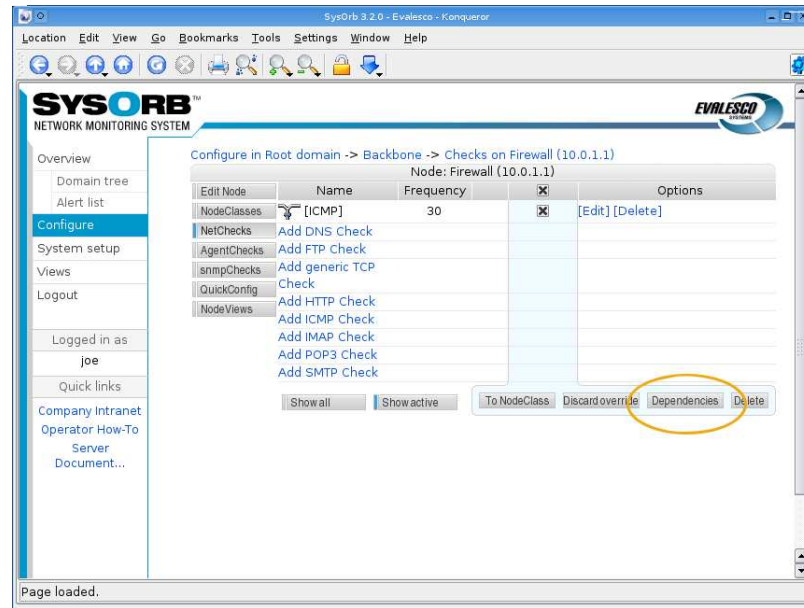 SysOrb 3.2.0 - Evalesco - Konqueror
Location Edit View Go Bookmarks Tools Settings Window Help
SYSORB™
NETWORK MONITORING SYSTEM
EVALESCO
SYSTEMS
Overview
Domain tree
Alert list
Configure
System setup
Views
Logout
Logged in as
joe
Quick links
Company Intranet
Operator How-To
Server
Document...
Configure in Root domain -> Backbone -> Checks on Firewall (10.0.1.1)
Node: Firewall (10.0.1.1)
Edit Node
NodeClasses
NetChecks
AgentChecks
snmpChecks
QuickConfig
NodeViews
Name Frequency Options
[ICMP] 30 [Edit] [Delete]
Add DNS Check
Add FTP Check
Add generic TCP
Check
Add HTTP Check
Add ICMP Check
Add IMAP Check
Add POP3 Check
Add SMTP Check
Show all Show active To NodeClass Discard override Dependencies Delete
Page loaded.